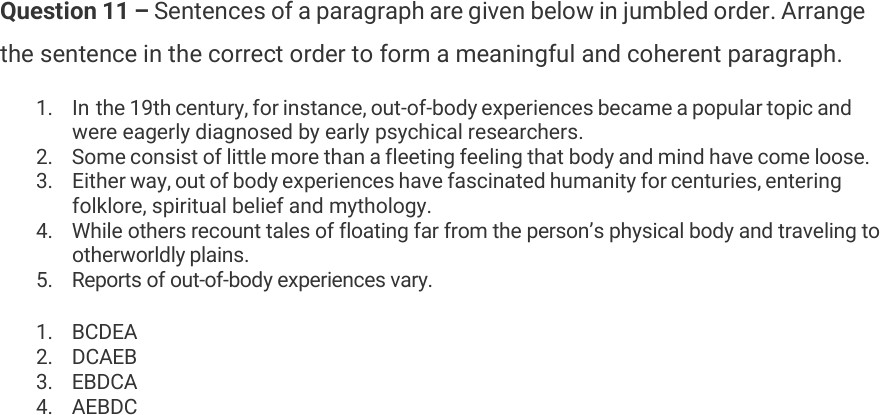 Question 11 – Sentences of a paragraph are given below in jumbled order. Arrange
the sentence in the correct order to form a meaningful and coherent paragraph.
1. In the 19th century, for instance, out-of-body experiences became a popular topic and
were eagerly diagnosed by early psychical researchers.
2. Some consist of little more than a fleeting feeling that body and mind have come loose.
3. Either way, out of body experiences have fascinated humanity for centuries, entering
folklore, spiritual belief and mythology.
4. While others recount tales of floating far from the person’s physical body and traveling to
otherworldly plains.
5. Reports of out-of-body experiences vary.
1. BCDEA
2. DCAEB
3. EBDCA
4. AEBDC